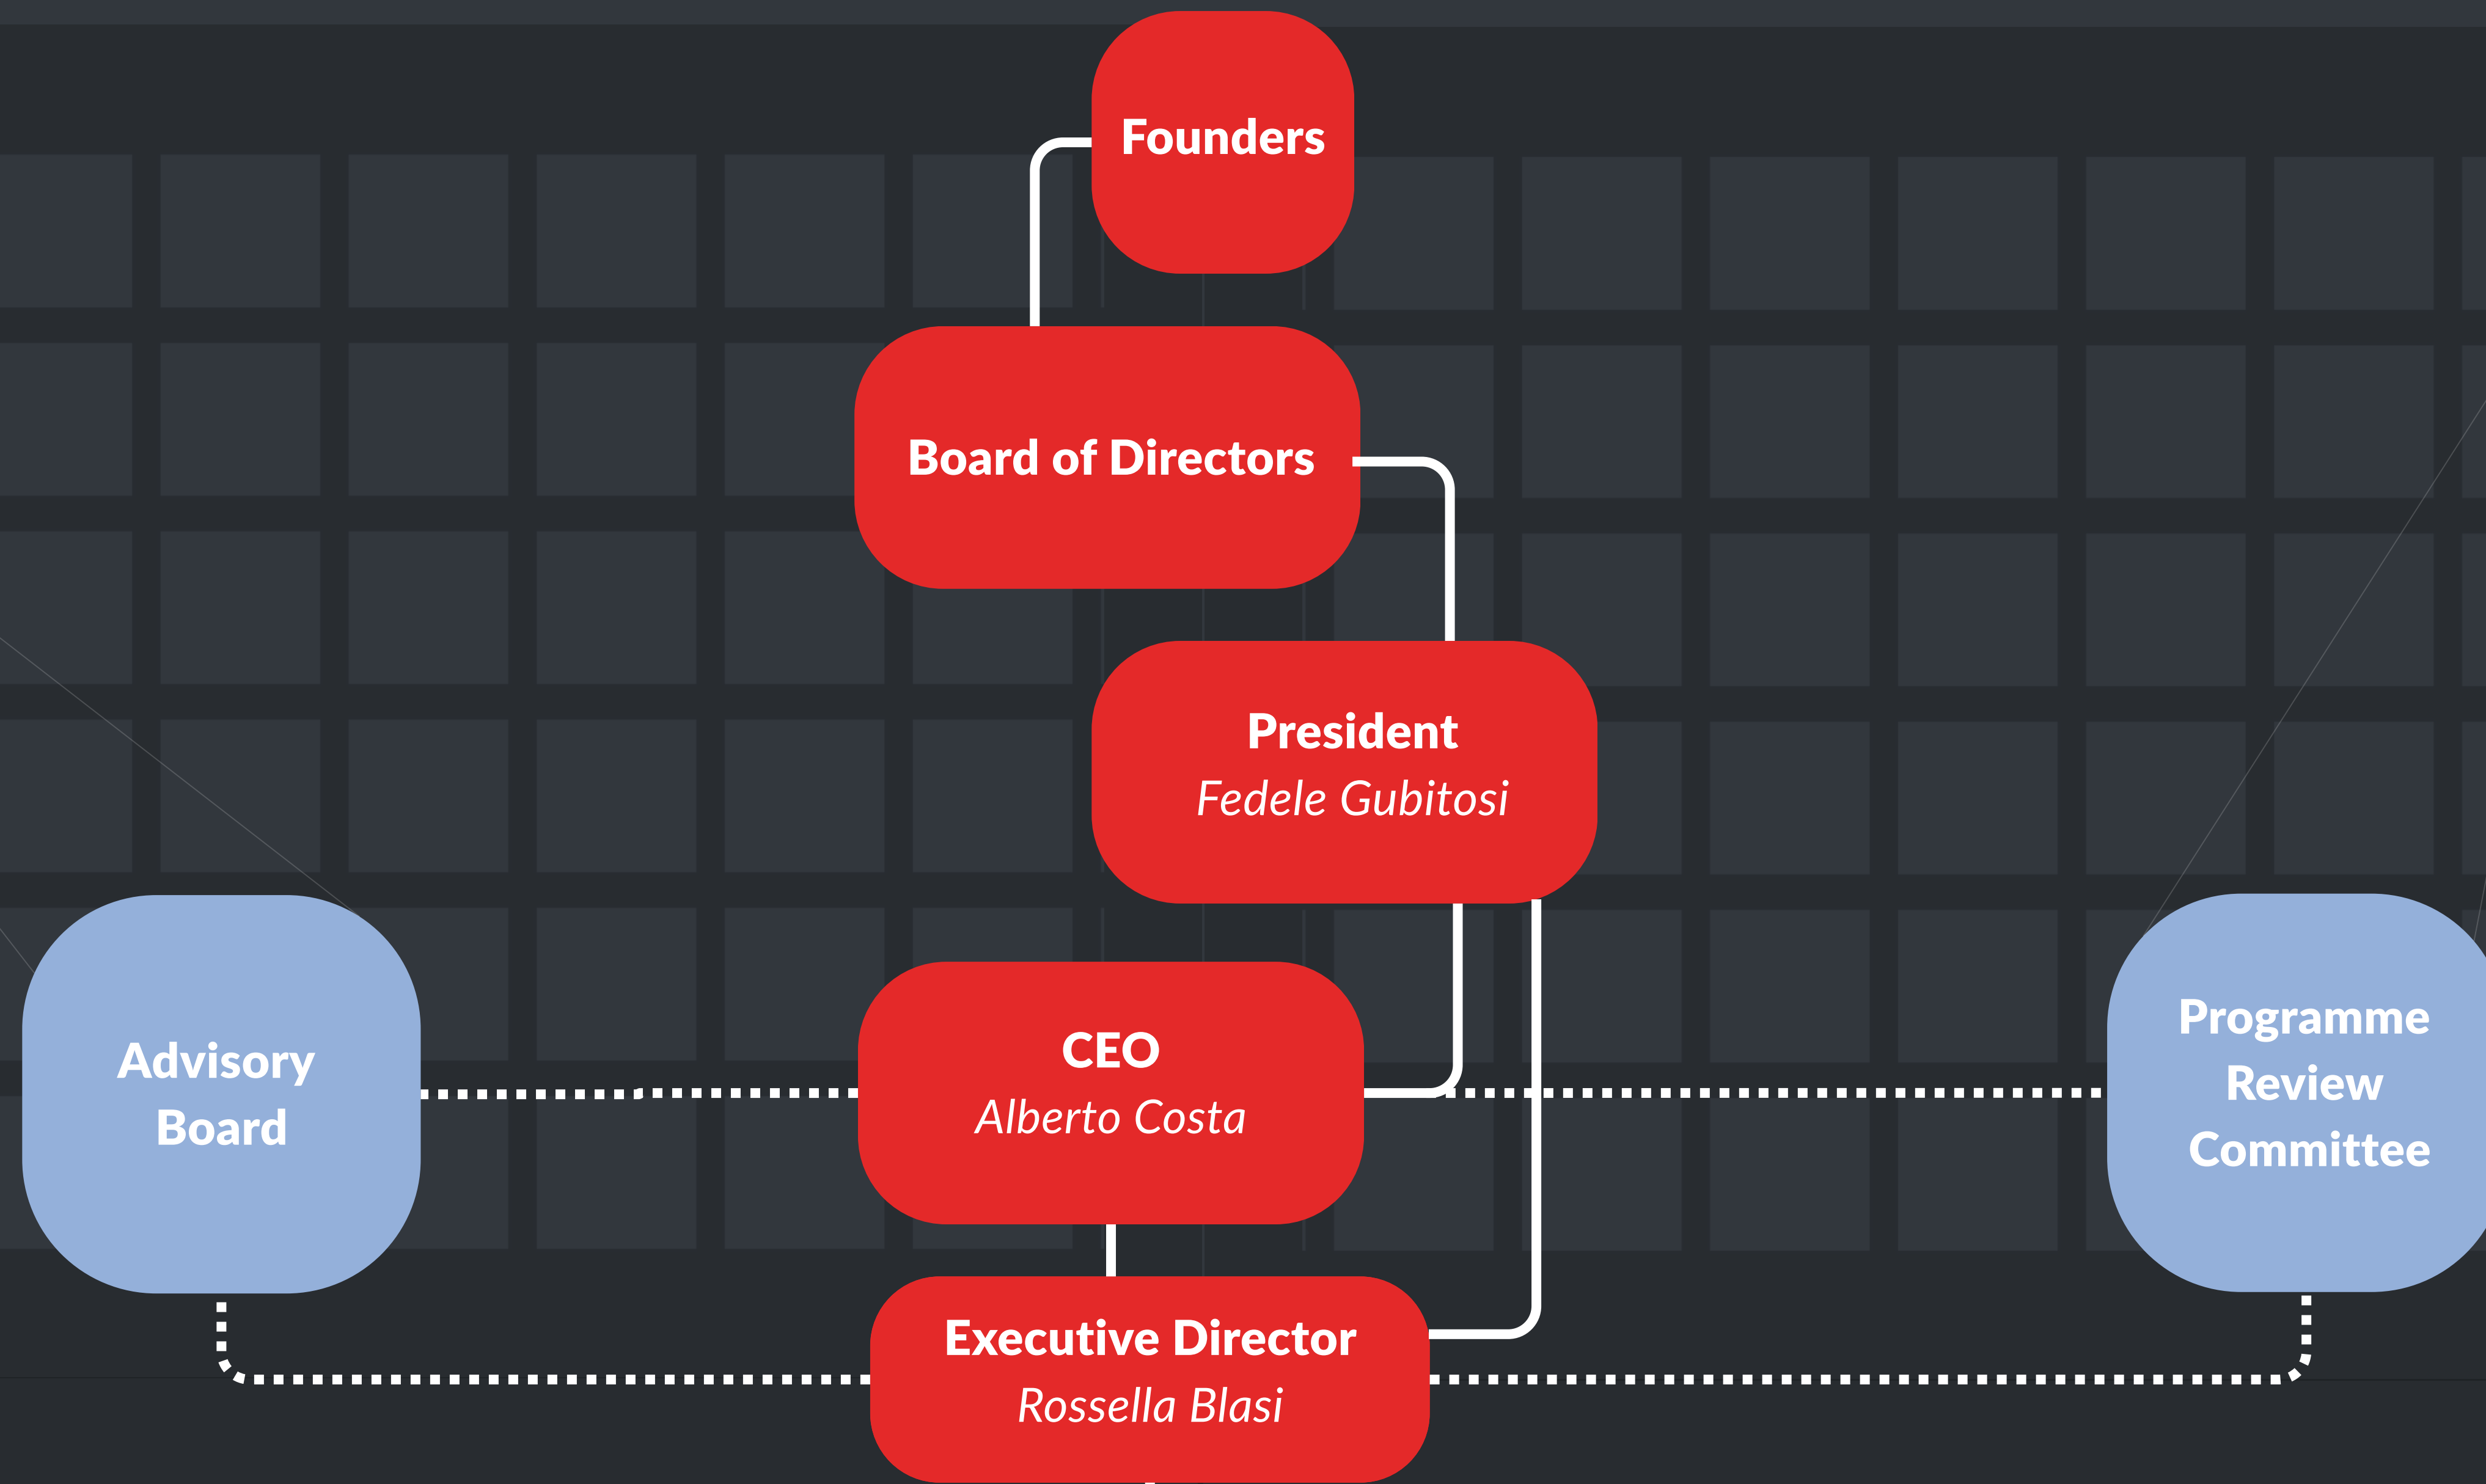 Founders
Board of Directors
President
Fedele Gubitosi
Advisory
Board
CEO
Alberto Costa
Programme
Review
Committee
Executive Director
Rossella Blasi